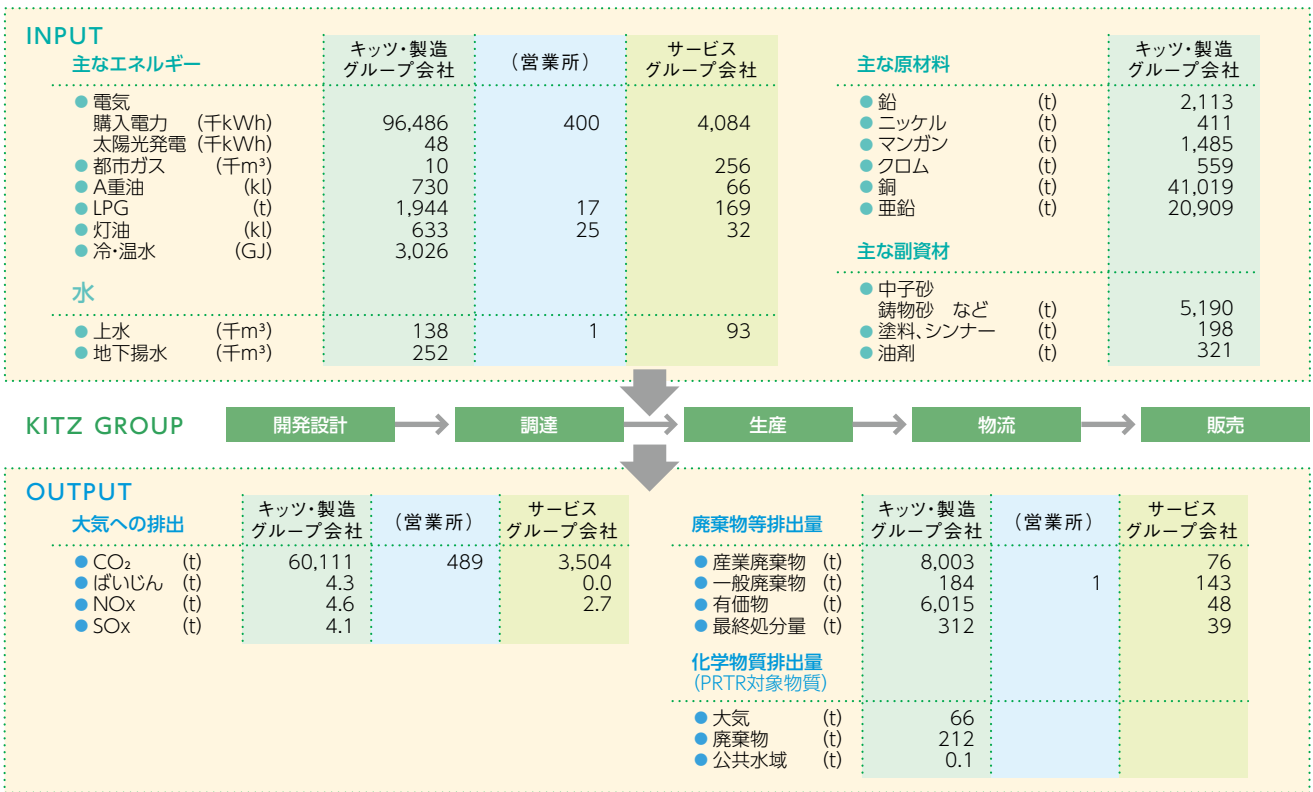 INPUT
主なエネルギー
キッツ・製造
グループ会社
（営業所）
サービス
グループ会社
●電気
購入電力 (千kWh) 96,486 400 4,084
太陽光発電 (千kWh) 48
●都市ガス (千m³) 10 256
●A重油 (kl) 730 66
●LPG (t) 1,944 17 169
●灯油 (kl) 633 25 32
●冷・温水 (GJ) 3,026
水
●上水 (千m³) 138 1 93
●地下揚水 (千m³) 252
主な原材料
キッツ・製造
グループ会社
●鉛 (t) 2,113
●ニッケル (t) 411
●マンガン (t) 1,485
●クロム (t) 559
●銅 (t) 41,019
●亜鉛 (t) 20,909
主な副資材
●中子砂
鋳物砂 など (t) 5,190
●塗料、シンナー (t) 198
●油剤 (t) 321
KITZ GROUP 開発設計 調達 生産 物流 販売
OUTPUT
大気への排出
キッツ・製造
グループ会社
（営業所）
サービス
グループ会社
●CO₂ (t) 60,111 489 3,504
●ばいじん (t) 4.3 0.0
●NOx (t) 4.6 2.7
●SOx (t) 4.1
廃棄物等排出量
キッツ・製造
グループ会社
（営業所）
サービス
グループ会社
●産業廃棄物 (t) 8,003 76
●一般廃棄物 (t) 184 1 143
●有価物 (t) 6,015 48
●最終処分量 (t) 312 39
化学物質排出量
(PRTR対象物質)
●大気 (t) 66
●廃棄物 (t) 212
●公共水域 (t) 0.1